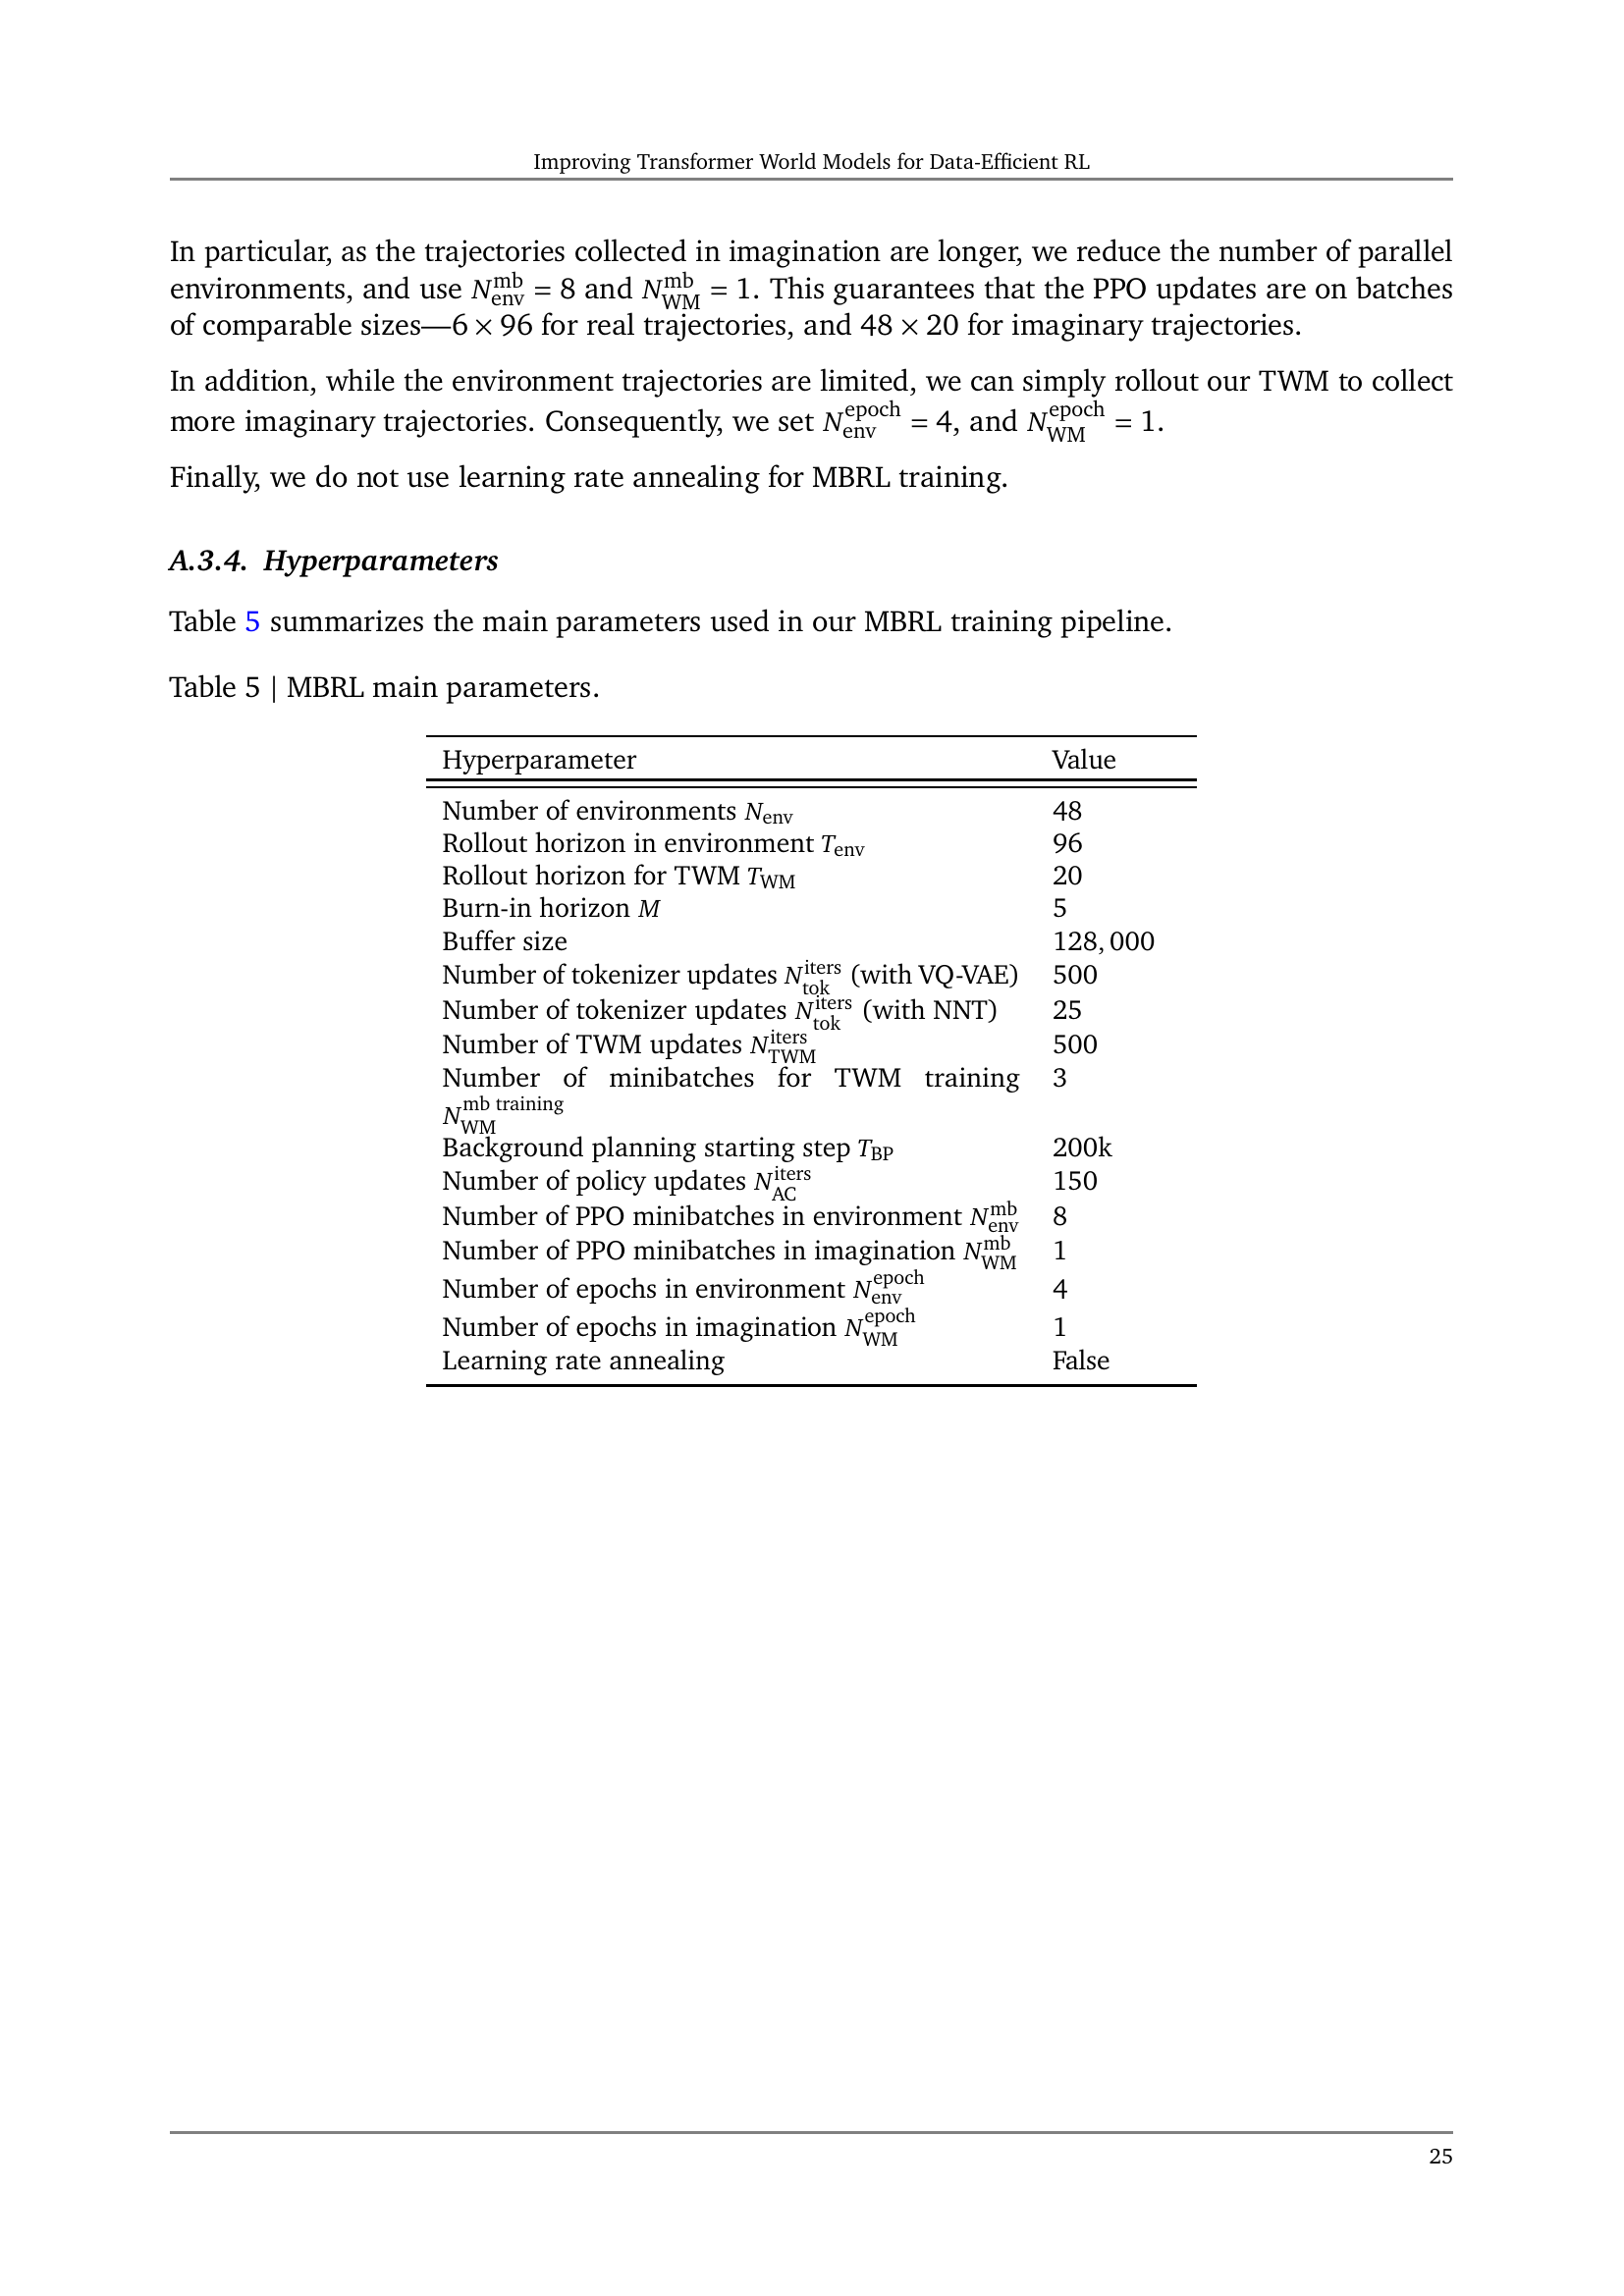 Improving Transformer World Models for Data-Efficient RL
In particular, as the trajectories collected in imagination are longer, we reduce the number of parallel
environments, and use $N_{\text{env}}^{\text{mb}} = 8$ and $N_{\text{WM}}^{\text{mb}} = 1$. This guarantees that the PPO updates are on batches
of comparable sizes—6 × 96 for real trajectories, and 48 × 20 for imaginary trajectories.
In addition, while the environment trajectories are limited, we can simply rollout our TWM to collect
more imaginary trajectories. Consequently, we set $N_{\text{env}}^{\text{epoch}} = 4$, and $N_{\text{WM}}^{\text{epoch}} = 1$.
Finally, we do not use learning rate annealing for MBRL training.
A.3.4. Hyperparameters
Table 5 summarizes the main parameters used in our MBRL training pipeline.
Table 5 | MBRL main parameters.
Hyperparameter Value
Number of environments $N_{\text{env}}$ 48
Rollout horizon in environment $T_{\text{env}}$ 96
Rollout horizon for TWM $T_{\text{WM}}$ 20
Burn-in horizon $M$ 5
Buffer size 128, 000
Number of tokenizer updates $N_{\text{tok}}^{\text{iters}}$ (with VQ-VAE) 500
Number of tokenizer updates $N_{\text{tok}}^{\text{iters}}$ (with NNT) 25
Number of TWM updates $N_{\text{TWM}}^{\text{iters}}$ 500
Number of minibatches for TWM training 3
$N_{\text{WM}}^{\text{mb training}}$
Background planning starting step $T_{\text{BP}}$ 200k
Number of policy updates $N_{\text{AC}}^{\text{iters}}$ 150
Number of PPO minibatches in environment $N_{\text{env}}^{\text{mb}}$ 8
Number of PPO minibatches in imagination $N_{\text{WM}}^{\text{mb}}$ 1
Number of epochs in environment $N_{\text{env}}^{\text{epoch}}$ 4
Number of epochs in imagination $N_{\text{WM}}^{\text{epoch}}$ 1
Learning rate annealing False
25